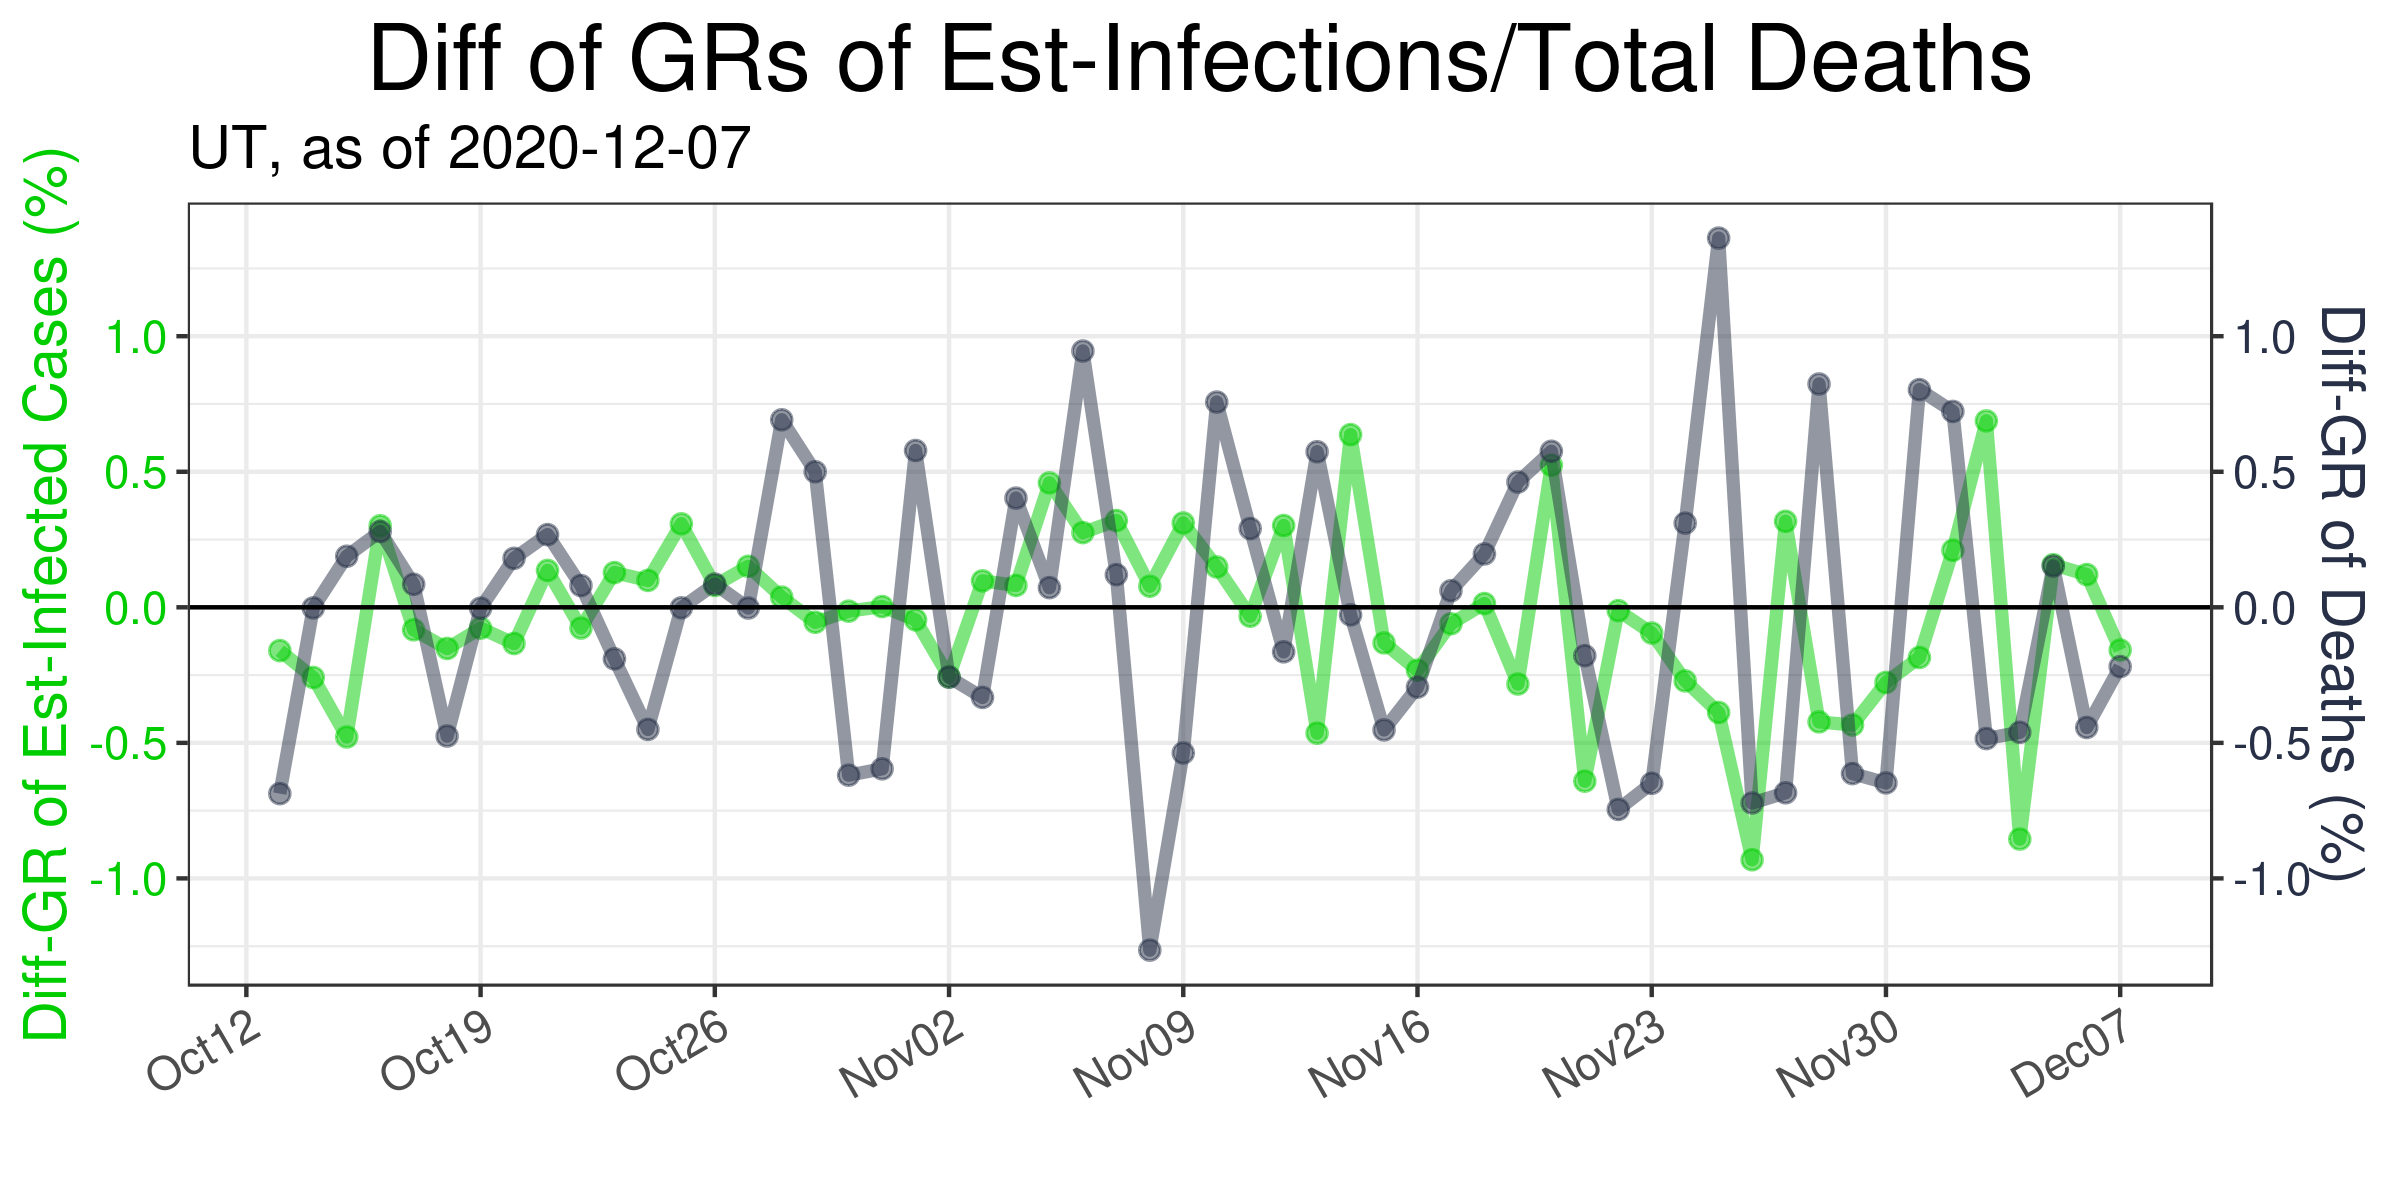 Diff of GRs of Est-Infections/Total Deaths
UT, as of 2020-12-07
Diff-GR of Est-Infected Cases (%)
1.0
0.5
0.0
-0.5
-1.0
1.0
0.5
0.0
-0.5
-1.0
Diff-GR of Deaths (%)
Oct12
Oct19
Oct26
Nov02
Nov09
Nov16
Nov23
Nov30
Dec07